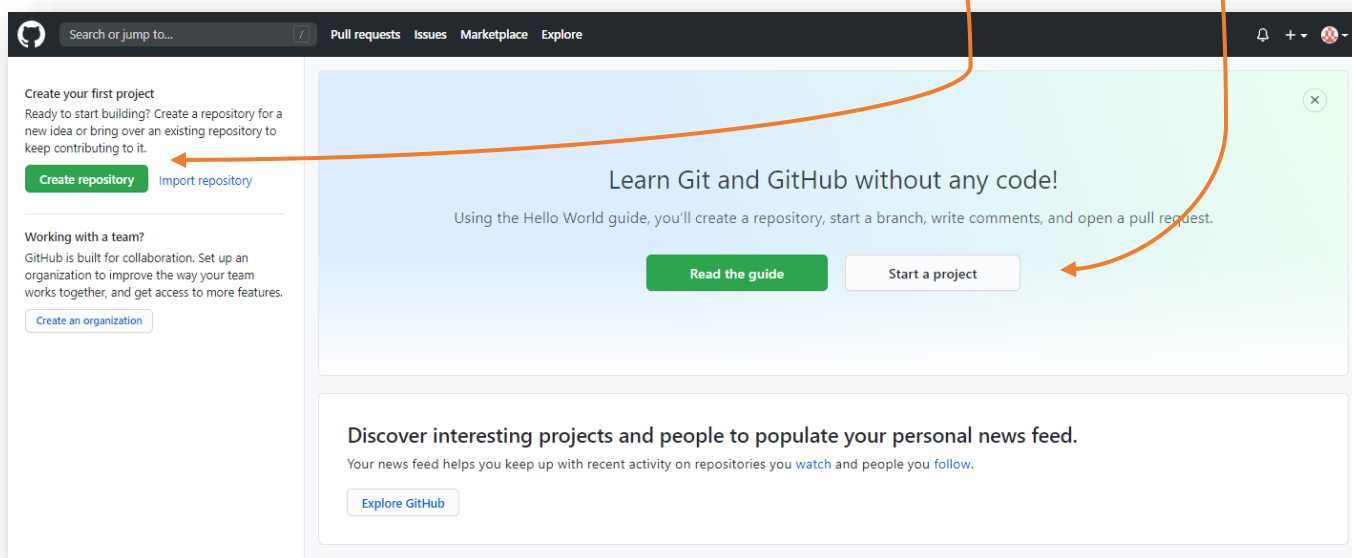 Search or jump to... /
Pull requests Issues Marketplace Explore
Create your first project
Ready to start building? Create a repository for a
new idea or bring over an existing repository to
keep contributing to it.
Create repository Import repository
Working with a team?
GitHub is built for collaboration. Set up an
organization to improve the way your team
works together, and get access to more features.
Create an organization
Learn Git and GitHub without any code!
Using the Hello World guide, you’ll create a repository, start a branch, write comments, and open a pull request.
Read the guide Start a project
Discover interesting projects and people to populate your personal news feed.
Your news feed helps you keep up with recent activity on repositories you watch and people you follow.
Explore GitHub